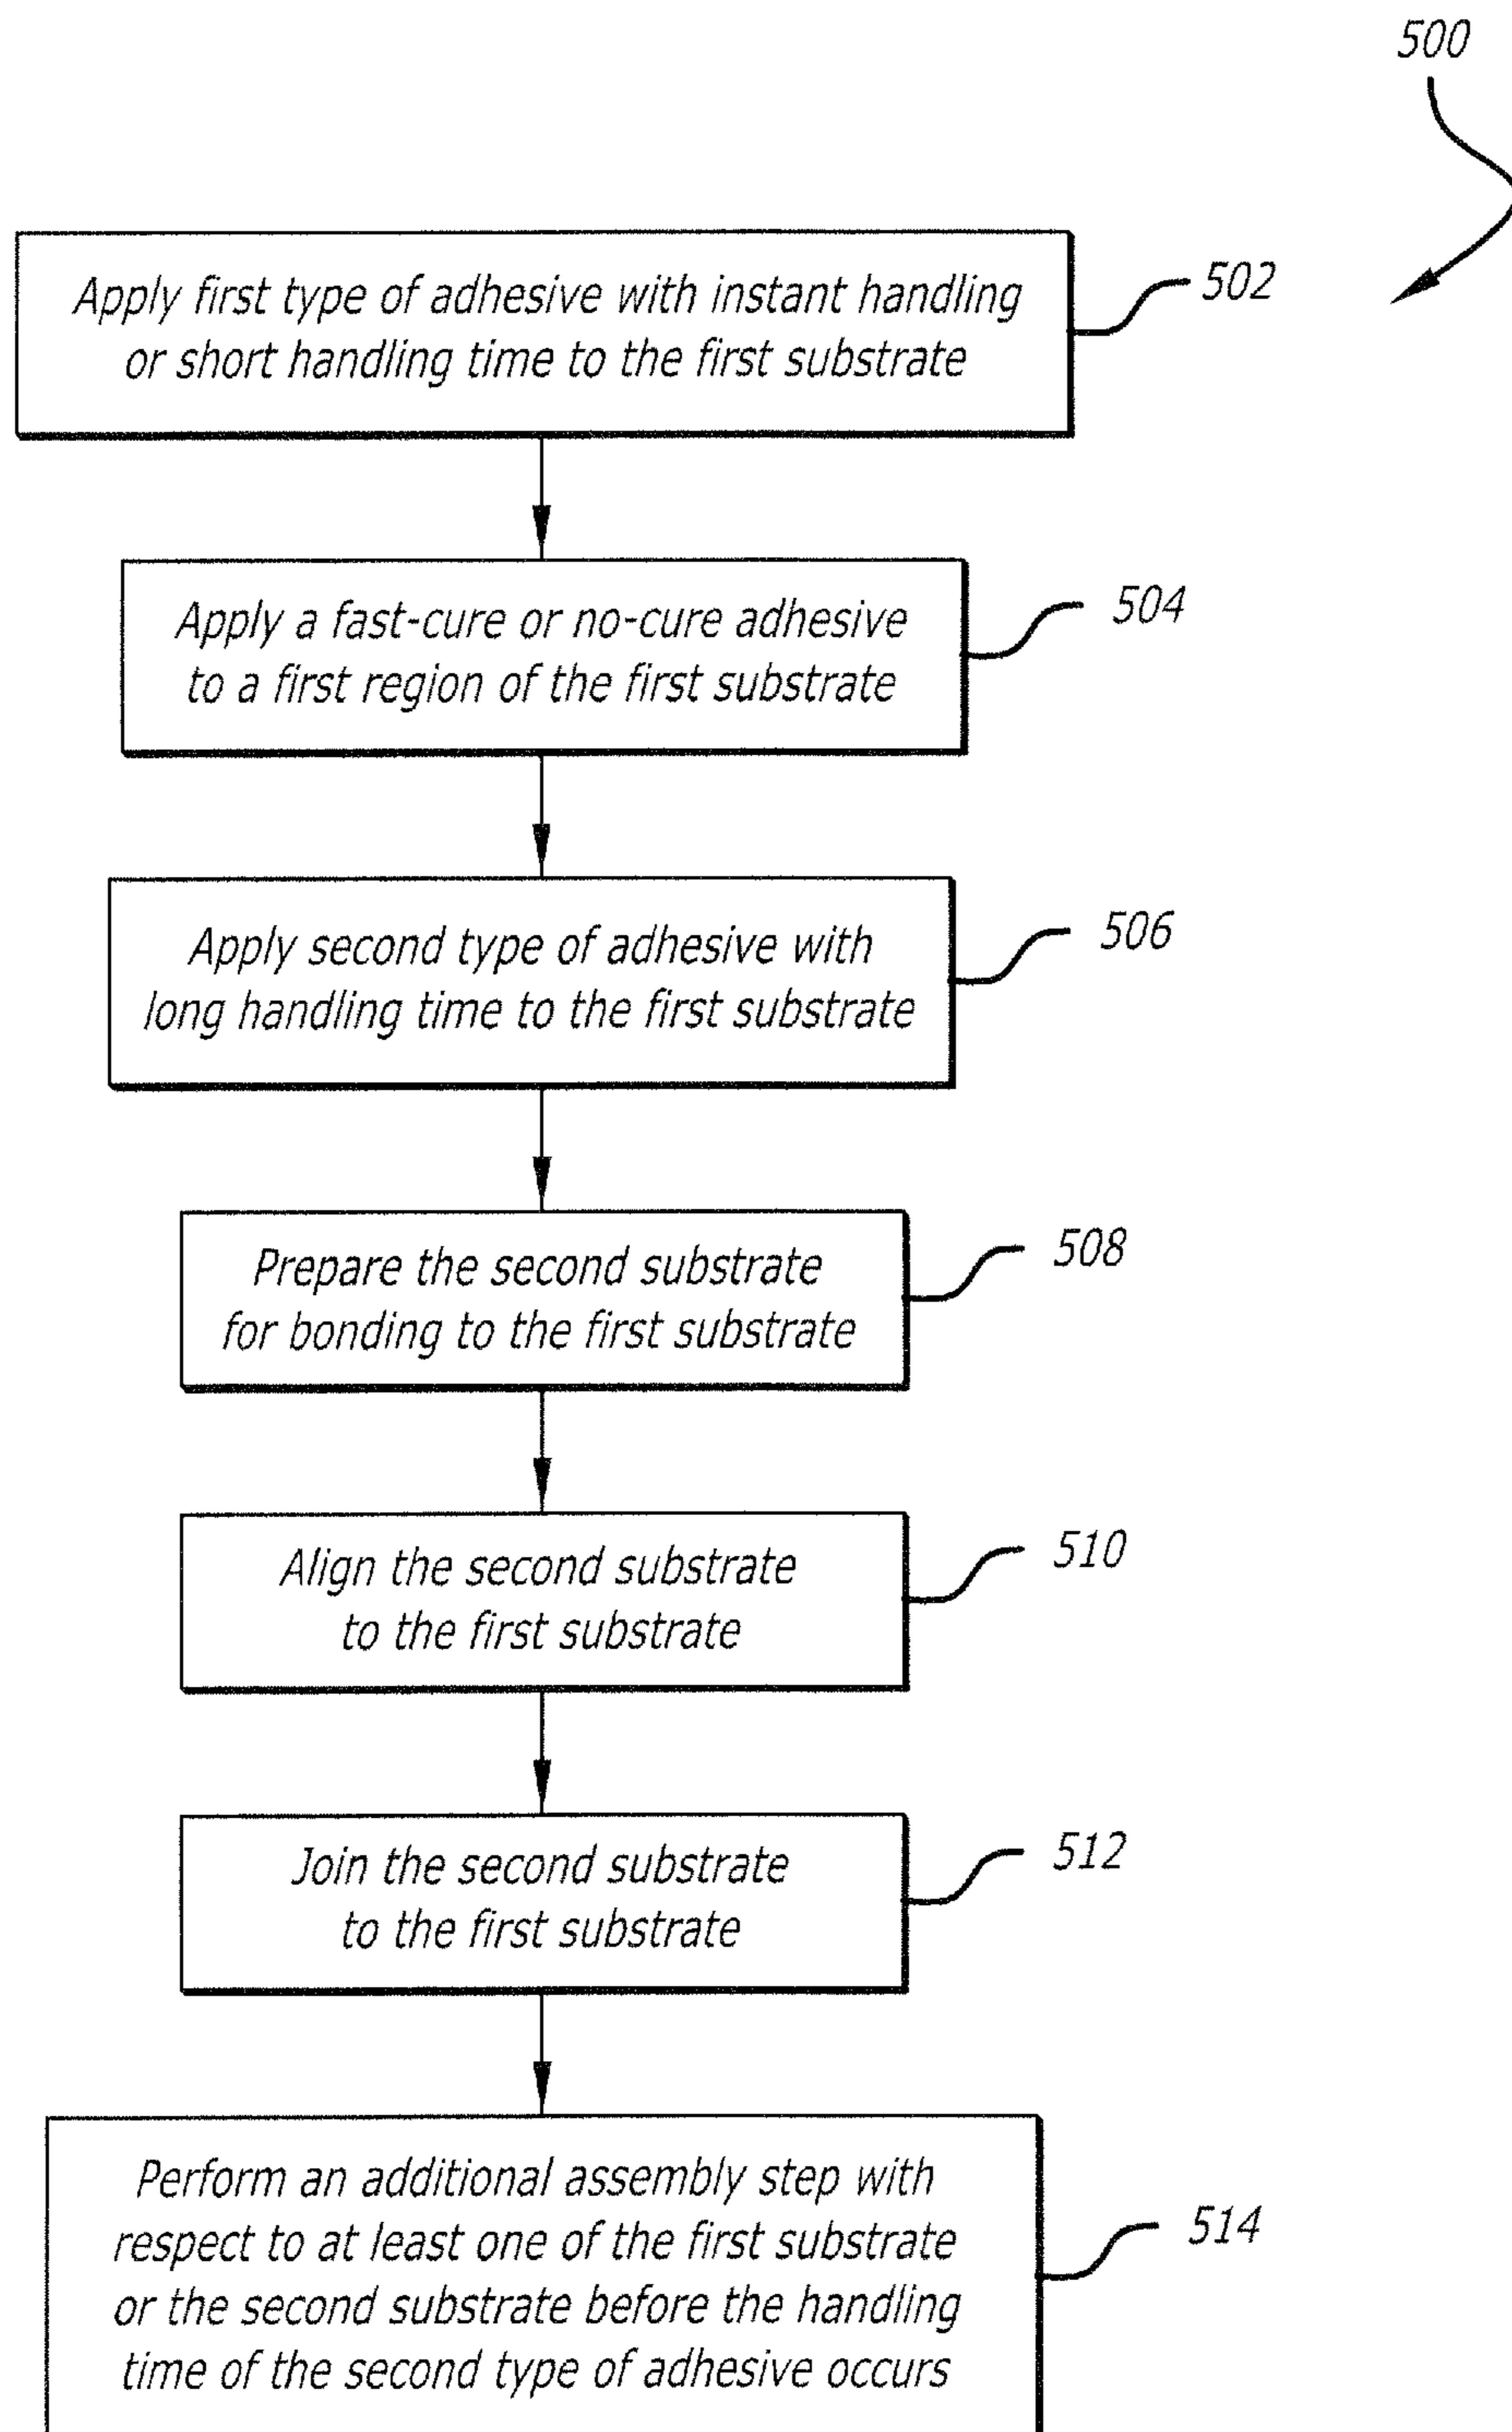 500
Apply first type of adhesive with instant handling
or short handling time to the first substrate
502
Apply a fast-cure or no-cure adhesive
to a first region of the first substrate
504
Apply second type of adhesive with
long handling time to the first substrate
506
Prepare the second substrate
for bonding to the first substrate
508
Align the second substrate
to the first substrate
510
Join the second substrate
to the first substrate
512
Perform an additional assembly step with
respect to at least one of the first substrate
or the second substrate before the handling
time of the second type of adhesive occurs
514